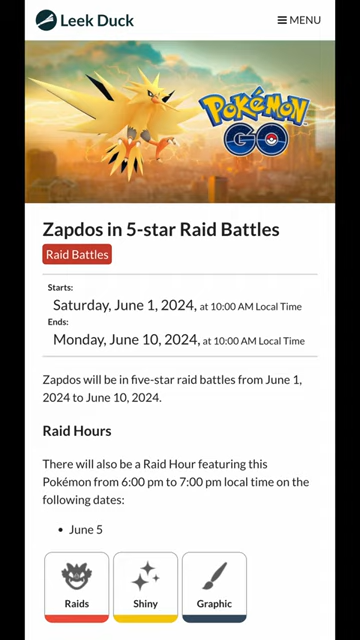 Leek Duck
MENU
POKÉMON
GO
Zapdos in 5-star Raid Battles
Raid Battles
Starts:
Saturday, June 1, 2024, at 10:00 AM Local Time
Ends:
Monday, June 10, 2024, at 10:00 AM Local Time
Zapdos will be in five-star raid battles from June 1,
2024 to June 10, 2024.
Raid Hours
There will also be a Raid Hour featuring this
Pokémon from 6:00 pm to 7:00 pm local time on the
following dates:
• June 5
Raids
Shiny
Graphic